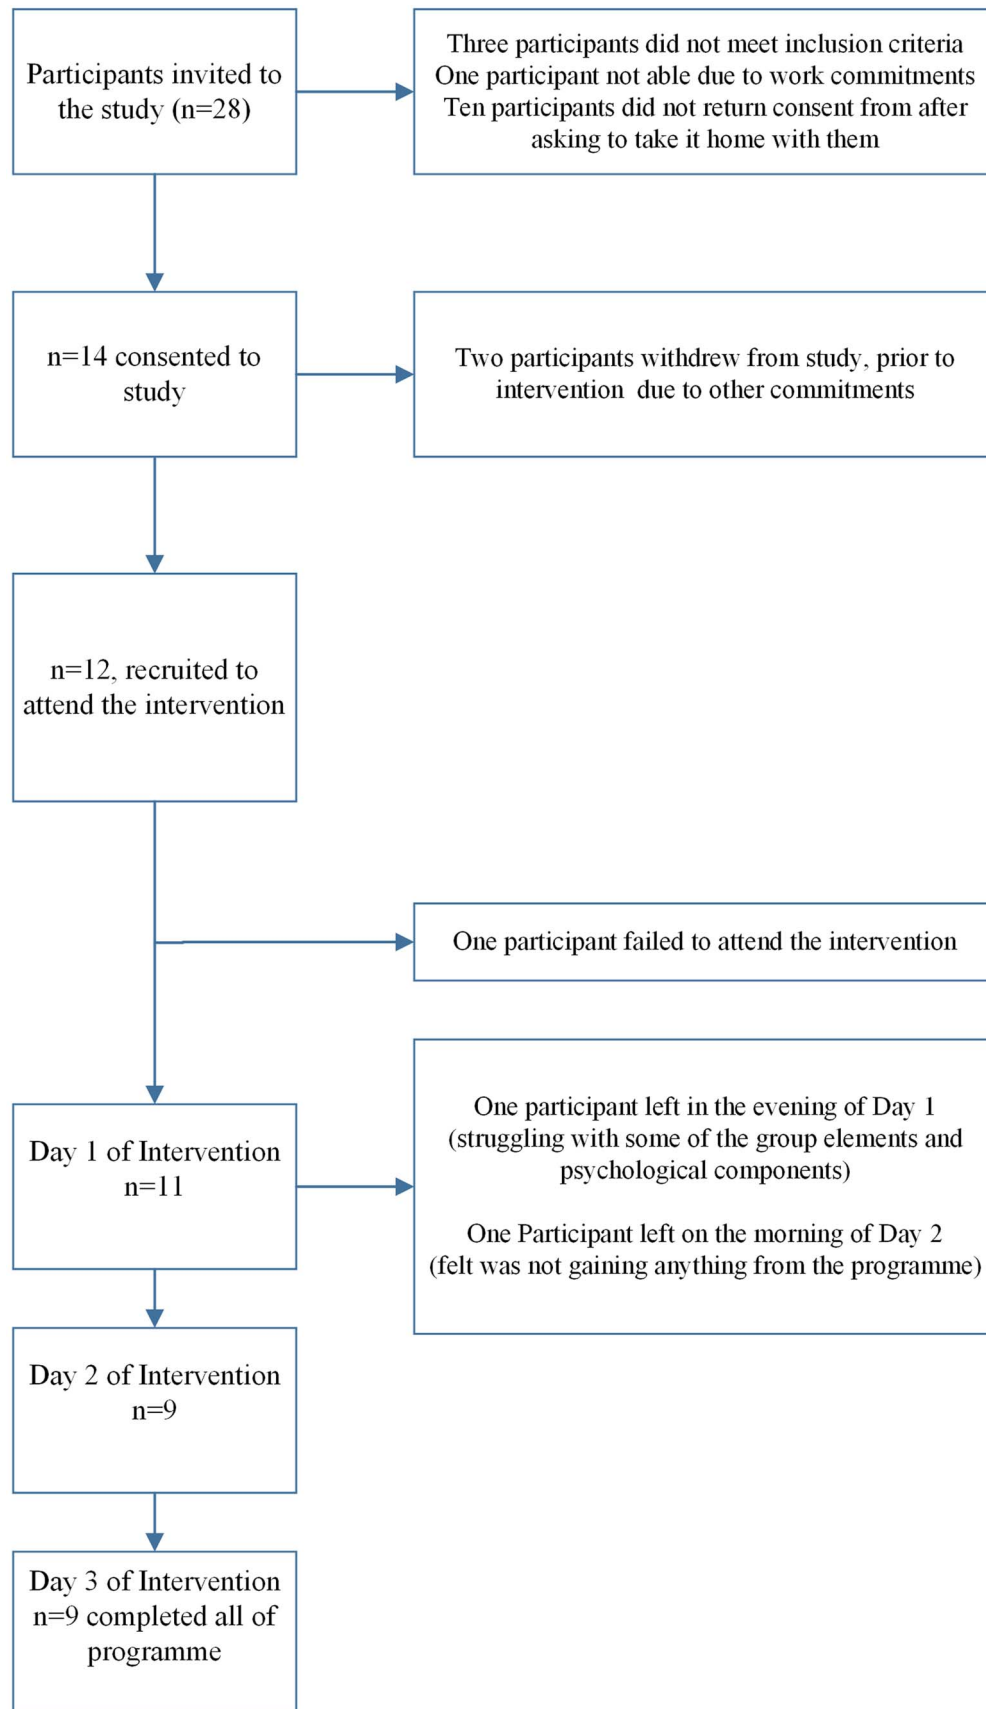 Participants invited to
the study (n=28)
Three participants did not meet inclusion criteria
One participant not able due to work commitments
Ten participants did not return consent from after
asking to take it home with them
n=14 consented to
study
Two participants withdrew from study, prior to
intervention due to other commitments
n=12, recruited to
attend the intervention
One participant failed to attend the intervention
Day 1 of Intervention
n=11
One participant left in the evening of Day 1
(struggling with some of the group elements and
psychological components)
One Participant left on the morning of Day 2
(felt was not gaining anything from the programme)
Day 2 of Intervention
n=9
Day 3 of Intervention
n=9 completed all of
programme